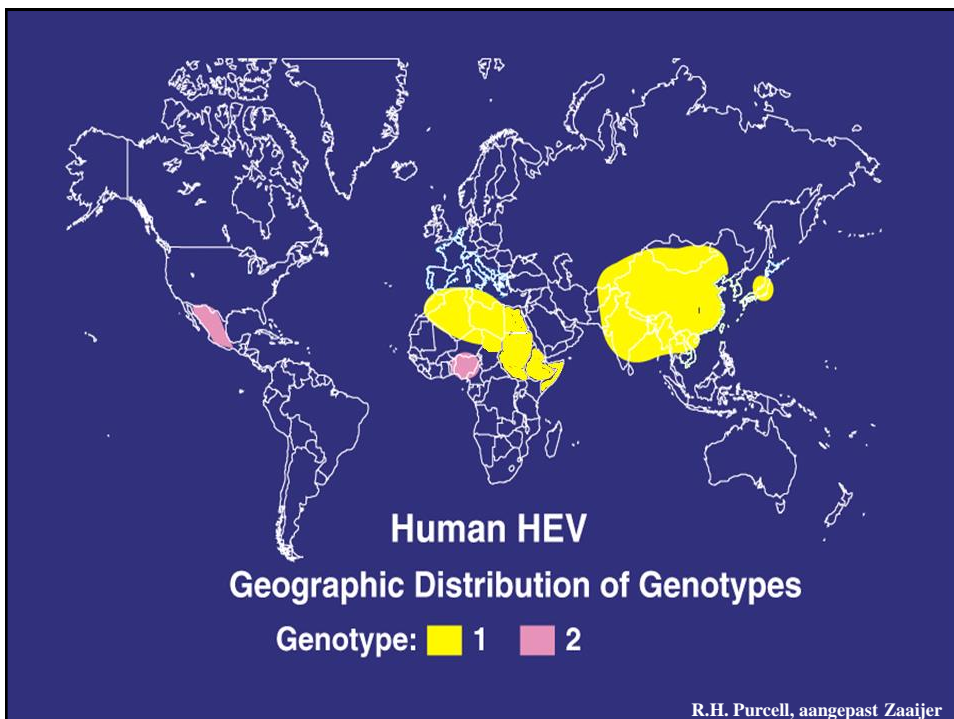 Human HEV
Geographic Distribution of Genotypes
Genotype: 1 2
R.H. Purcell, aangepast Zaaijer